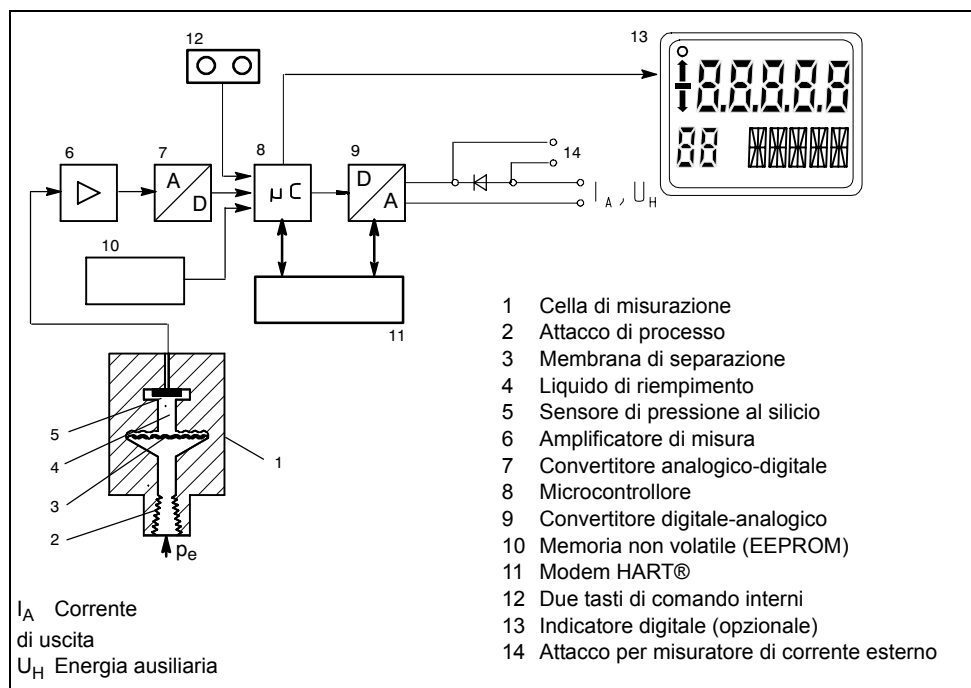 12
13
6
7
8
9
14
A
D
µC
D
A
I A , U H
10
11
5
4
3
2
1
pe
IA Corrente
di uscita
UH Energia ausiliaria
1 Cella di misurazione
2 Attacco di processo
3 Membrana di separazione
4 Liquido di riempimento
5 Sensore di pressione al silicio
6 Amplificatore di misura
7 Convertitore analogico-digitale
8 Microcontrollore
9 Convertitore digitale-analogico
10 Memoria non volatile (EEPROM)
11 Modem HART®
12 Due tasti di comando interni
13 Indicatore digitale (opzionale)
14 Attacco per misuratore di corrente esterno